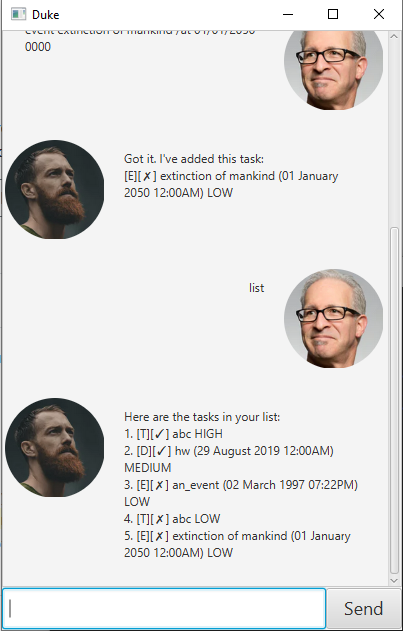 Duke
event extinction of mankind /at 01/01/2050
0000
Got it. I've added this task:
[E][✗] extinction of mankind (01 January
2050 12:00AM) LOW
list
Here are the tasks in your list:
1. [T][✓] abc HIGH
2. [D][✓] hw (29 August 2019 12:00AM)
MEDIUM
3. [E][✗] an_event (02 March 1997 07:22PM)
LOW
4. [T][✗] abc LOW
5. [E][✗] extinction of mankind (01 January
2050 12:00AM) LOW
Send